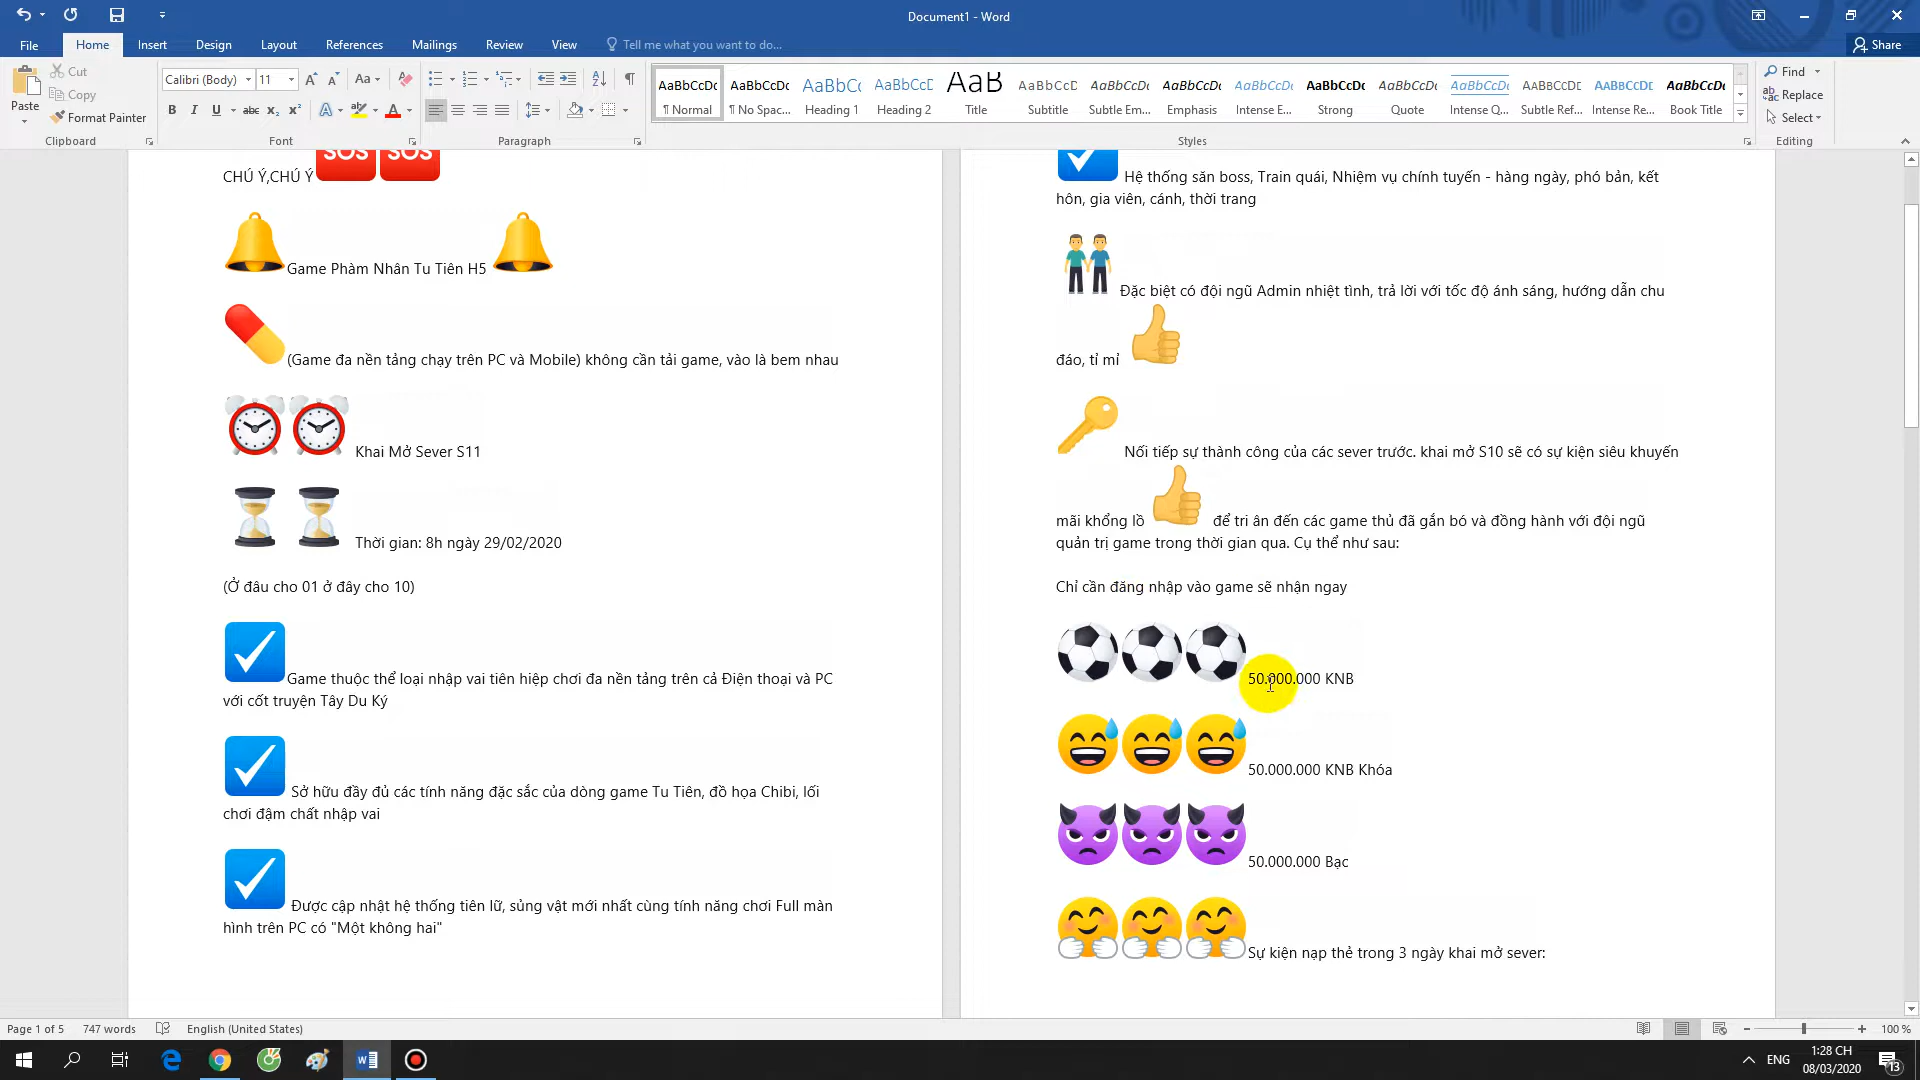 Document1 - Word
File Home Insert Design Layout References Mailings Review View Tell me what you want to do... Share
Paste Cut Copy Format Painter
Calibri (Body) 11
AaBbCcDc AaBbCcDc AaBbCc AaBbCcD AaB AaBbCcD AaBbCcDc AaBbCcDc AaBbCcDc AaBbCcDc AaBbCcDc AaBbCcDc AABBCCDD AABBCCDD AaBbCcDc
¶ Normal ¶ No Spac... Heading 1 Heading 2 Title Subtitle Subtle Em... Emphasis Intense E... Strong Quote Intense Q... Subtle Ref... Intense Re... Book Title
Find Replace Select
Clipboard Font Paragraph Styles Editing
SOS SOS
CHÚ Ý,CHÚ Ý
Game Phàm Nhân Tu Tiên H5
(Game đa nền tảng chạy trên PC và Mobile) không cần tải game, vào là bem nhau
Khai Mở Sever S11
Thời gian: 8h ngày 29/02/2020
(Ở đâu cho 01 ở đây cho 10)
Game thuộc thể loại nhập vai tiên hiệp chơi đa nền tảng trên cả Điện thoại và PC
với cốt truyện Tây Du Ký
Sở hữu đầy đủ các tính năng đặc sắc của dòng game Tu Tiên, đồ họa Chibi, lối
chơi đậm chất nhập vai
Được cập nhật hệ thống tiên lữ, sủng vật mới nhất cùng tính năng chơi Full màn
hình trên PC có "Một không hai"
Hệ thống săn boss, Train quái, Nhiệm vụ chính tuyến - hàng ngày, phó bản, kết
hôn, gia viên, cánh, thời trang
Đặc biệt có đội ngũ Admin nhiệt tình, trả lời với tốc độ ánh sáng, hướng dẫn chu
đáo, tỉ mỉ
Nối tiếp sự thành công của các sever trước. khai mở S10 sẽ có sự kiện siêu khuyến
mãi khổng lồ để tri ân đến các game thủ đã gắn bó và đồng hành với đội ngũ
quản trị game trong thời gian qua. Cụ thể như sau:
Chỉ cần đăng nhập vào game sẽ nhận ngay
50.000.000 KNB
50.000.000 KNB Khóa
50.000.000 Bạc
Sự kiện nạp thẻ trong 3 ngày khai mở sever:
Page 1 of 5 747 words English (United States) 100 %
ENG 1:28 CH
08/03/2020 13